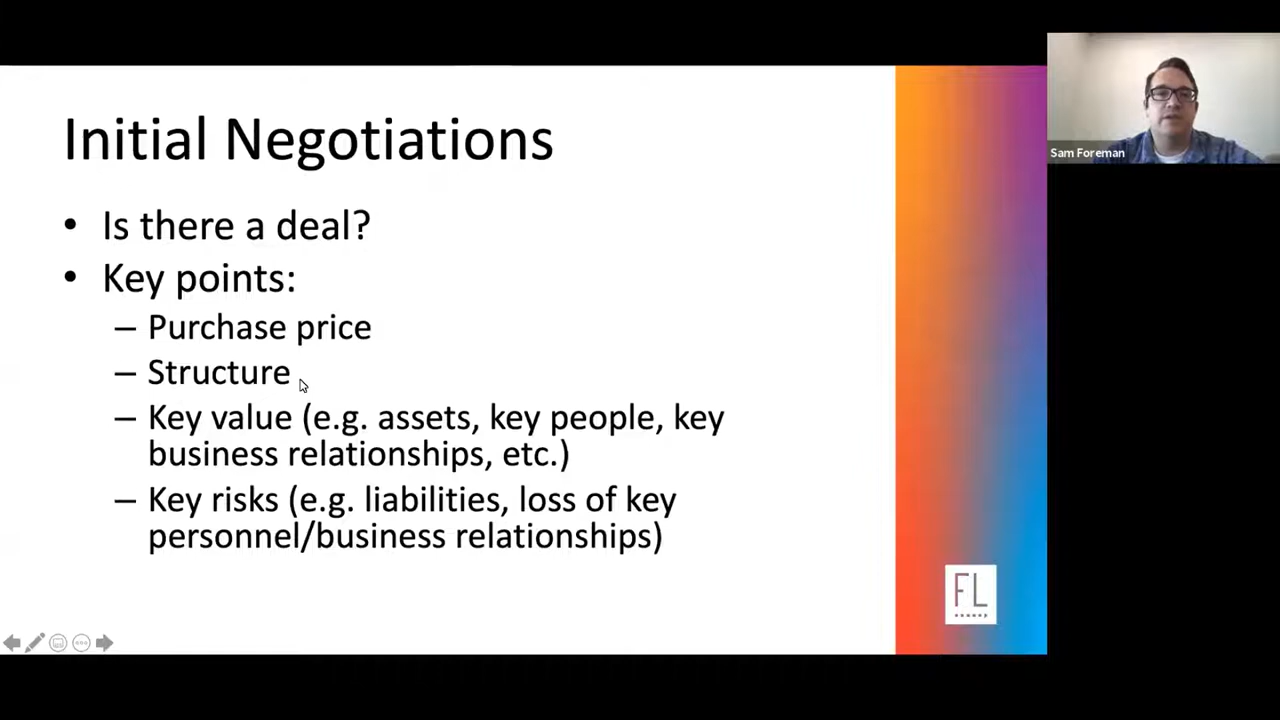 Initial Negotiations
• Is there a deal?
• Key points:
– Purchase price
– Structure
– Key value (e.g. assets, key people, key
business relationships, etc.)
– Key risks (e.g. liabilities, loss of key
personnel/business relationships)
Sam Foreman
FL